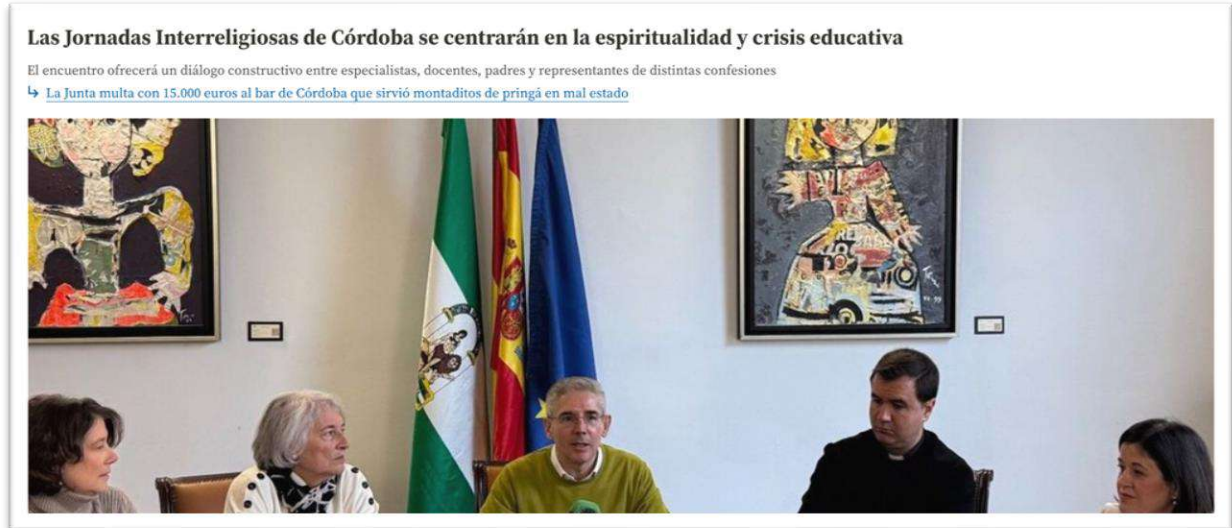 Las Jornadas Interreligiosas de Córdoba se centrarán en la espiritualidad y crisis educativa
El encuentro ofrecerá un diálogo constructivo entre especialistas, docentes, padres y representantes de distintas confesiones
La Junta multa con 15.000 euros al bar de Córdoba que sirvió montaditos de pringá en mal estado